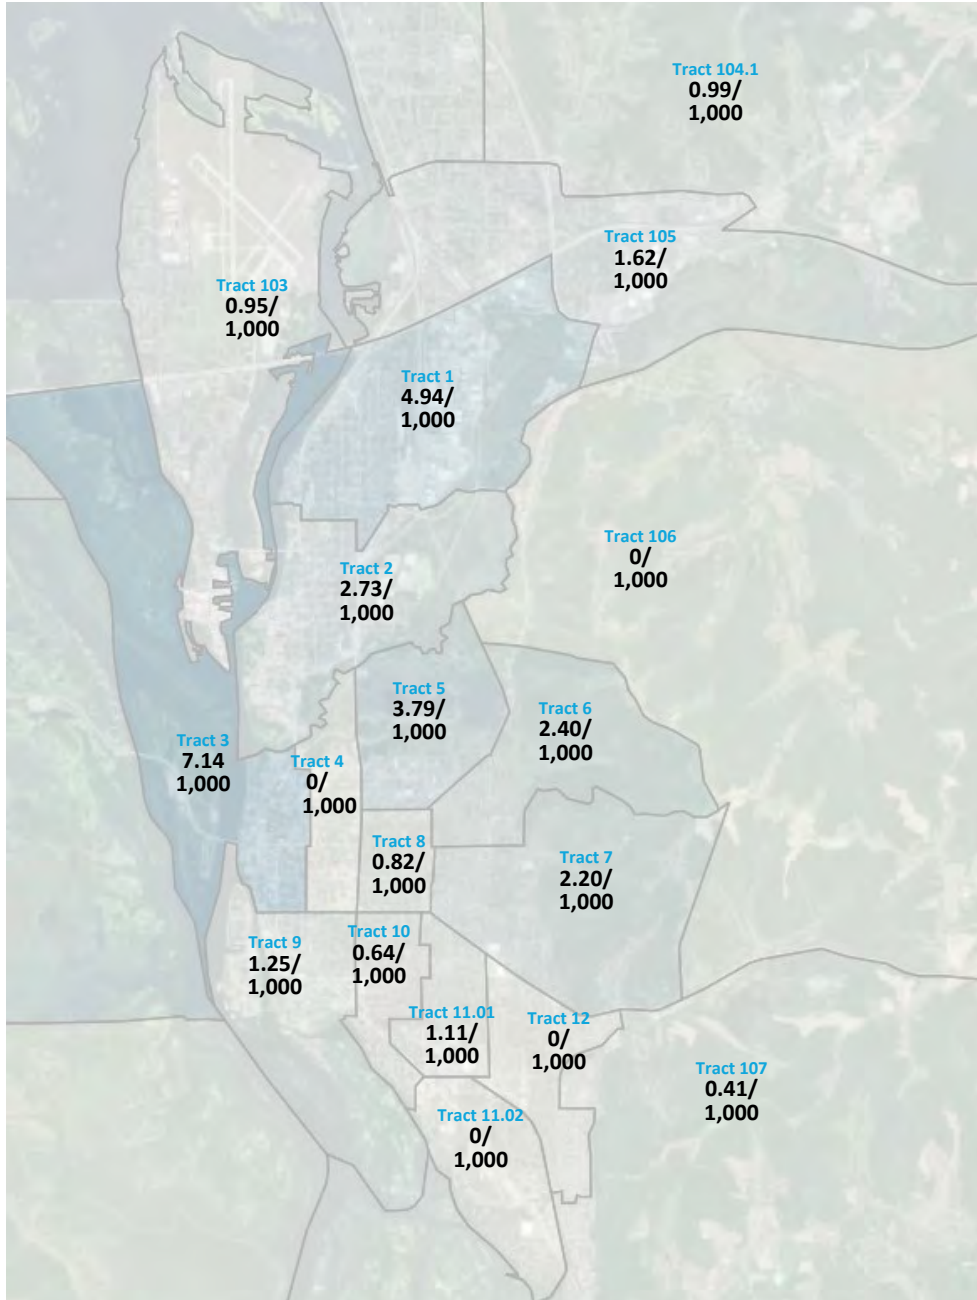 Tract 104.1
0.99/
1,000
Tract 105
1.62/
1,000
Tract 103
0.95/
1,000
Tract 1
4.94/
1,000
Tract 106
0/
1,000
Tract 2
2.73/
1,000
Tract 5
3.79/
1,000
Tract 6
2.40/
1,000
Tract 3
7.14
1,000
Tract 4
0/
1,000
Tract 8
0.82/
1,000
Tract 7
2.20/
1,000
Tract 9
1.25/
1,000
Tract 10
0.64/
1,000
Tract 11.01
1.11/
1,000
Tract 12
0/
1,000
Tract 107
0.41/
1,000
Tract 11.02
0/
1,000